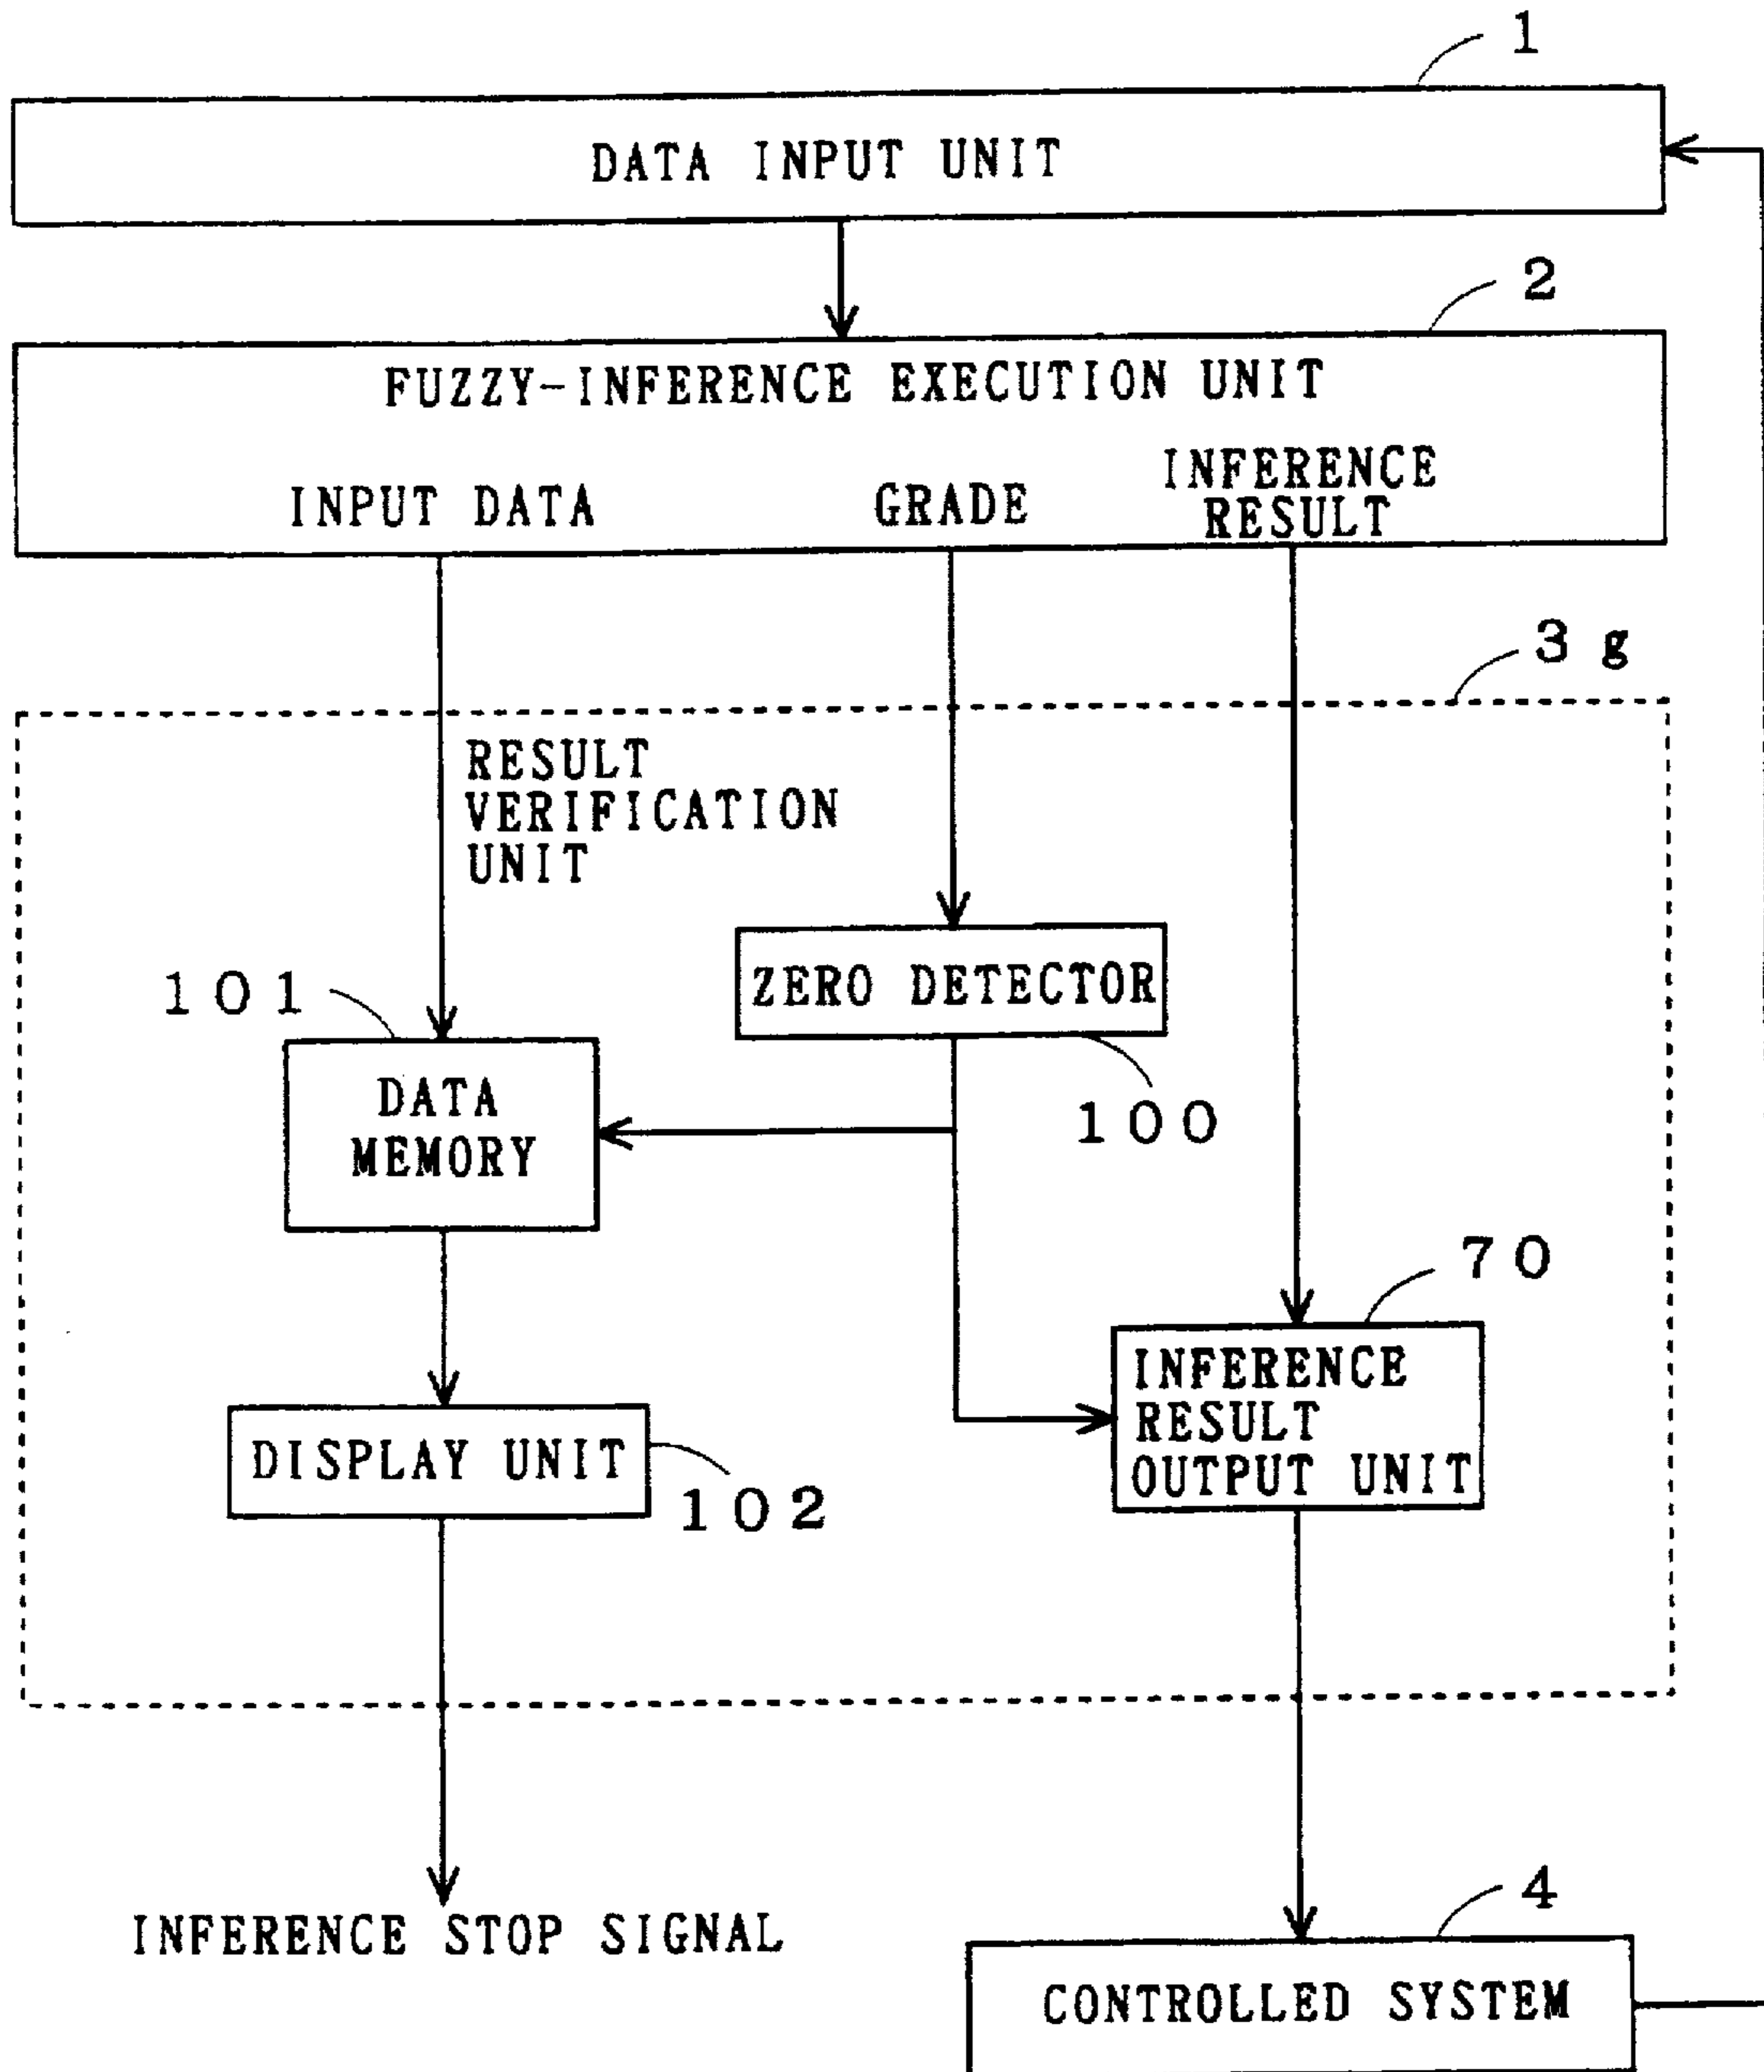 1
DATA INPUT UNIT
2
FUZZY-INFERENCE EXECUTION UNIT
INPUT DATA
GRADE
INFERENCE
RESULT
3 g
RESULT
VERIFICATION
UNIT
ZERO DETECTOR
101
DATA
MEMORY
100
70
INFERENCE
RESULT
OUTPUT UNIT
DISPLAY UNIT
102
INFERENCE STOP SIGNAL
4
CONTROLLED SYSTEM